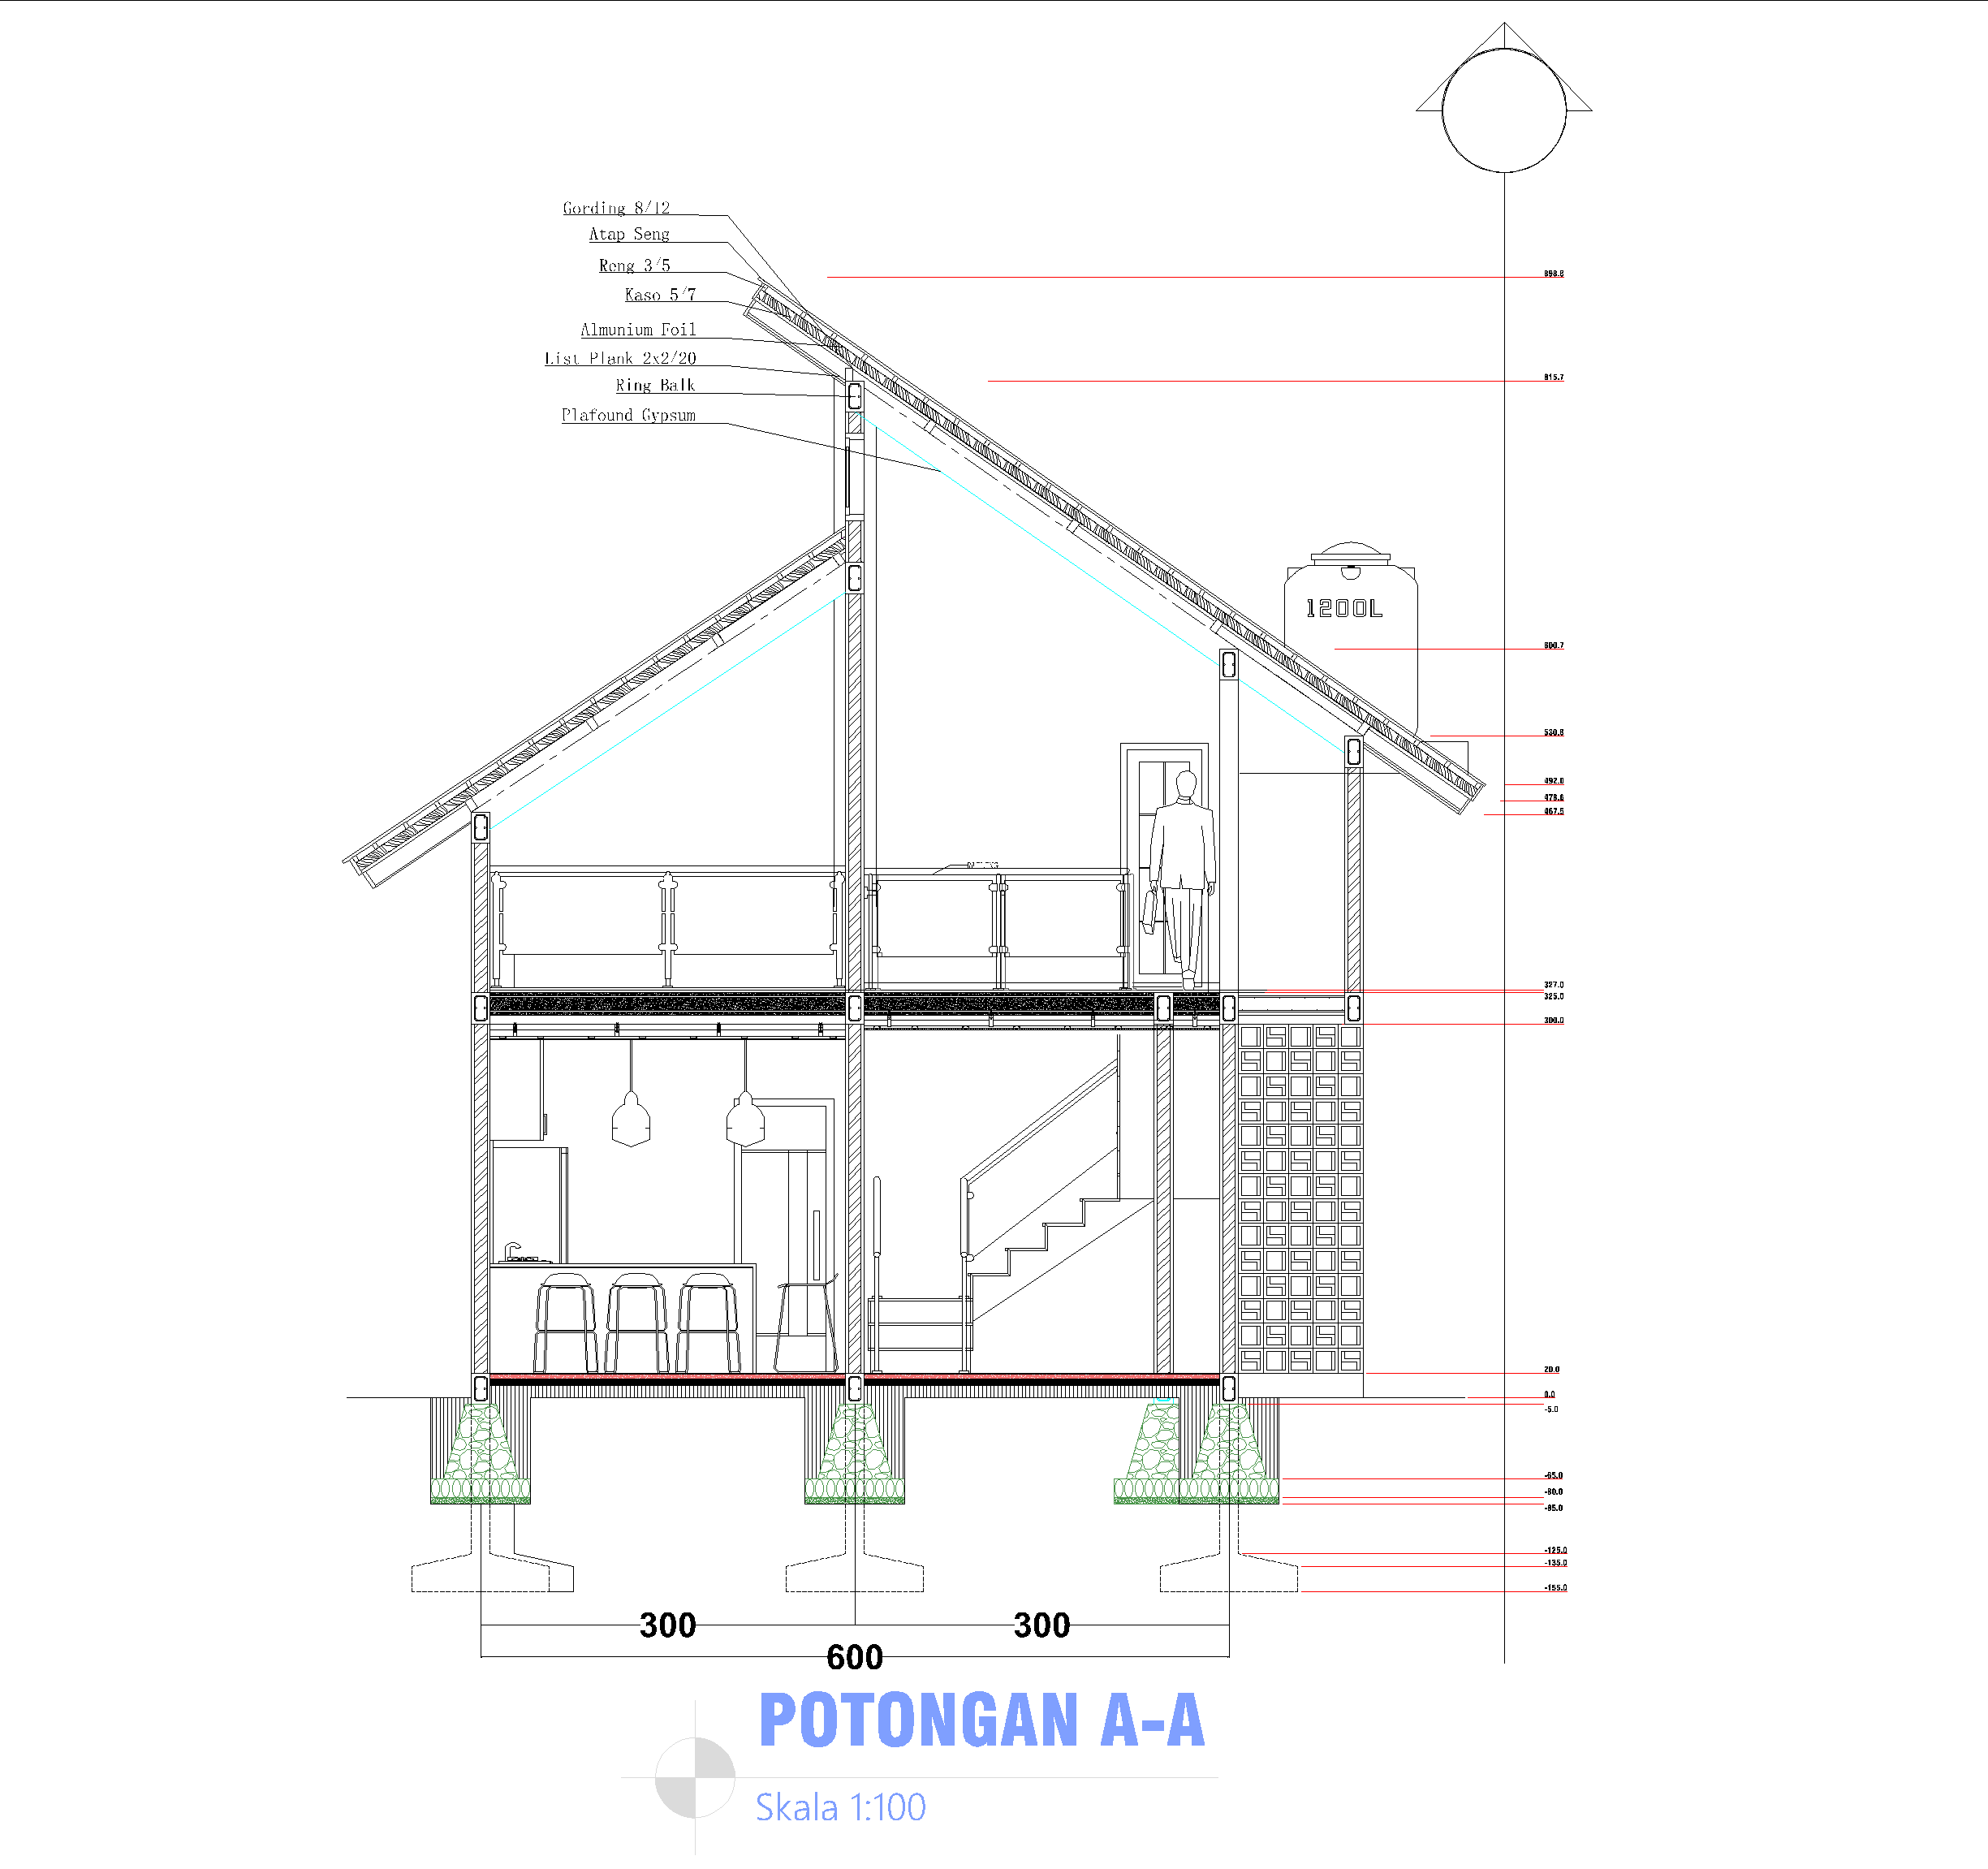 Gording 8/12
Atap Seng
Reng 3/5
Kaso 5/7
Almunium Foil
List Plank 2x2/20
Ring Balk
Plafound Gypsum
898.8
815.7
1200L
600.7
530.8
492.0
478.6
467.5
327.0
325.0
300.0
20.0
0.0
-5.0
-65.0
-80.0
-85.0
-125.0
-135.0
-155.0
300
300
600
POTONGAN A-A
Skala 1:100